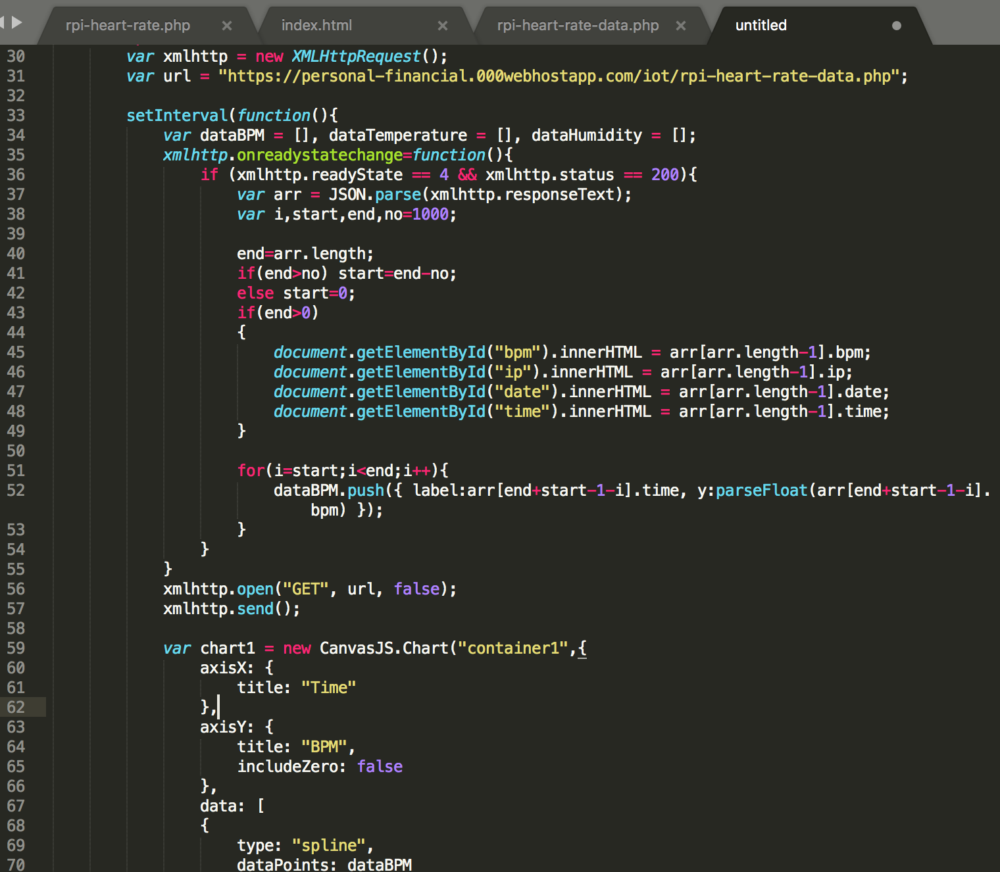 rpi-heart-rate.php × index.html × rpi-heart-rate-data.php × untitled
30 var xmlhttp = new XMLHttpRequest();
31 var url = "https://personal-financial.000webhostapp.com/iot/rpi-heart-rate-data.php";
32
33 setInterval(function(){
34 var dataBPM = [], dataTemperature = [], dataHumidity = [];
35 xmlhttp.onreadystatechange=function(){
36 if (xmlhttp.readyState == 4 && xmlhttp.status == 200){
37 var arr = JSON.parse(xmlhttp.responseText);
38 var i,start,end,no=1000;
39
40 end=arr.length;
41 if(end>no) start=end-no;
42 else start=0;
43 if(end>0)
44 {
45 document.getElementById("bpm").innerHTML = arr[arr.length-1].bpm;
46 document.getElementById("ip").innerHTML = arr[arr.length-1].ip;
47 document.getElementById("date").innerHTML = arr[arr.length-1].date;
48 document.getElementById("time").innerHTML = arr[arr.length-1].time;
49 }
50
51 for(i=start;i<end;i++){
52 dataBPM.push({ label:arr[end+start-1-i].time, y:parseFloat(arr[end+start-1-i].
bpm) });
53 }
54 }
55 }
56 xmlhttp.open("GET", url, false);
57 xmlhttp.send();
58
59 var chart1 = new CanvasJS.Chart("container1",{
60 axisX: {
61 title: "Time"
62 },
63 axisY: {
64 title: "BPM",
65 includeZero: false
66 },
67 data: [
68 {
69 type: "spline",
70 dataPoints: dataBPM